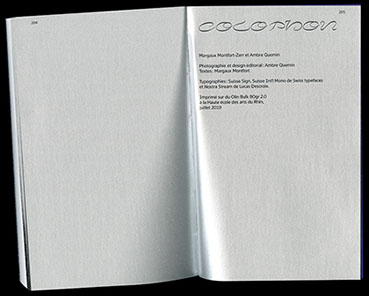 204
205
COLOPHON
Margaux Montfort-Zerr et Ambre Quemin
Photographie et design éditorial : Ambre Quemin
Textes : Margaux Montfort
Typographies : Suisse Sign, Suisse Int'l Mono de Swiss typefaces
et Nostra Stream de Lucas Descroix.
Imprimé sur du Olin Bulk 80gr 2.0
à la Haute école des arts du Rhin,
juillet 2019